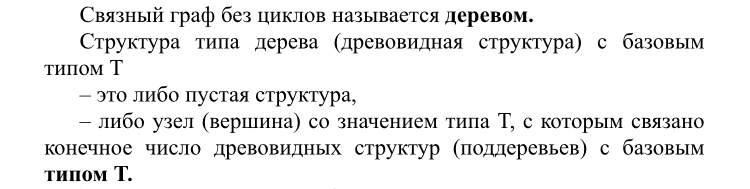 Связный граф без циклов называется деревом.
Структура типа дерева (древовидная структура) с базовым
типом Т
– это либо пустая структура,
– либо узел (вершина) со значением типа Т, с которым связано
конечное число древовидных структур (поддеревьев) с базовым
типом Т.